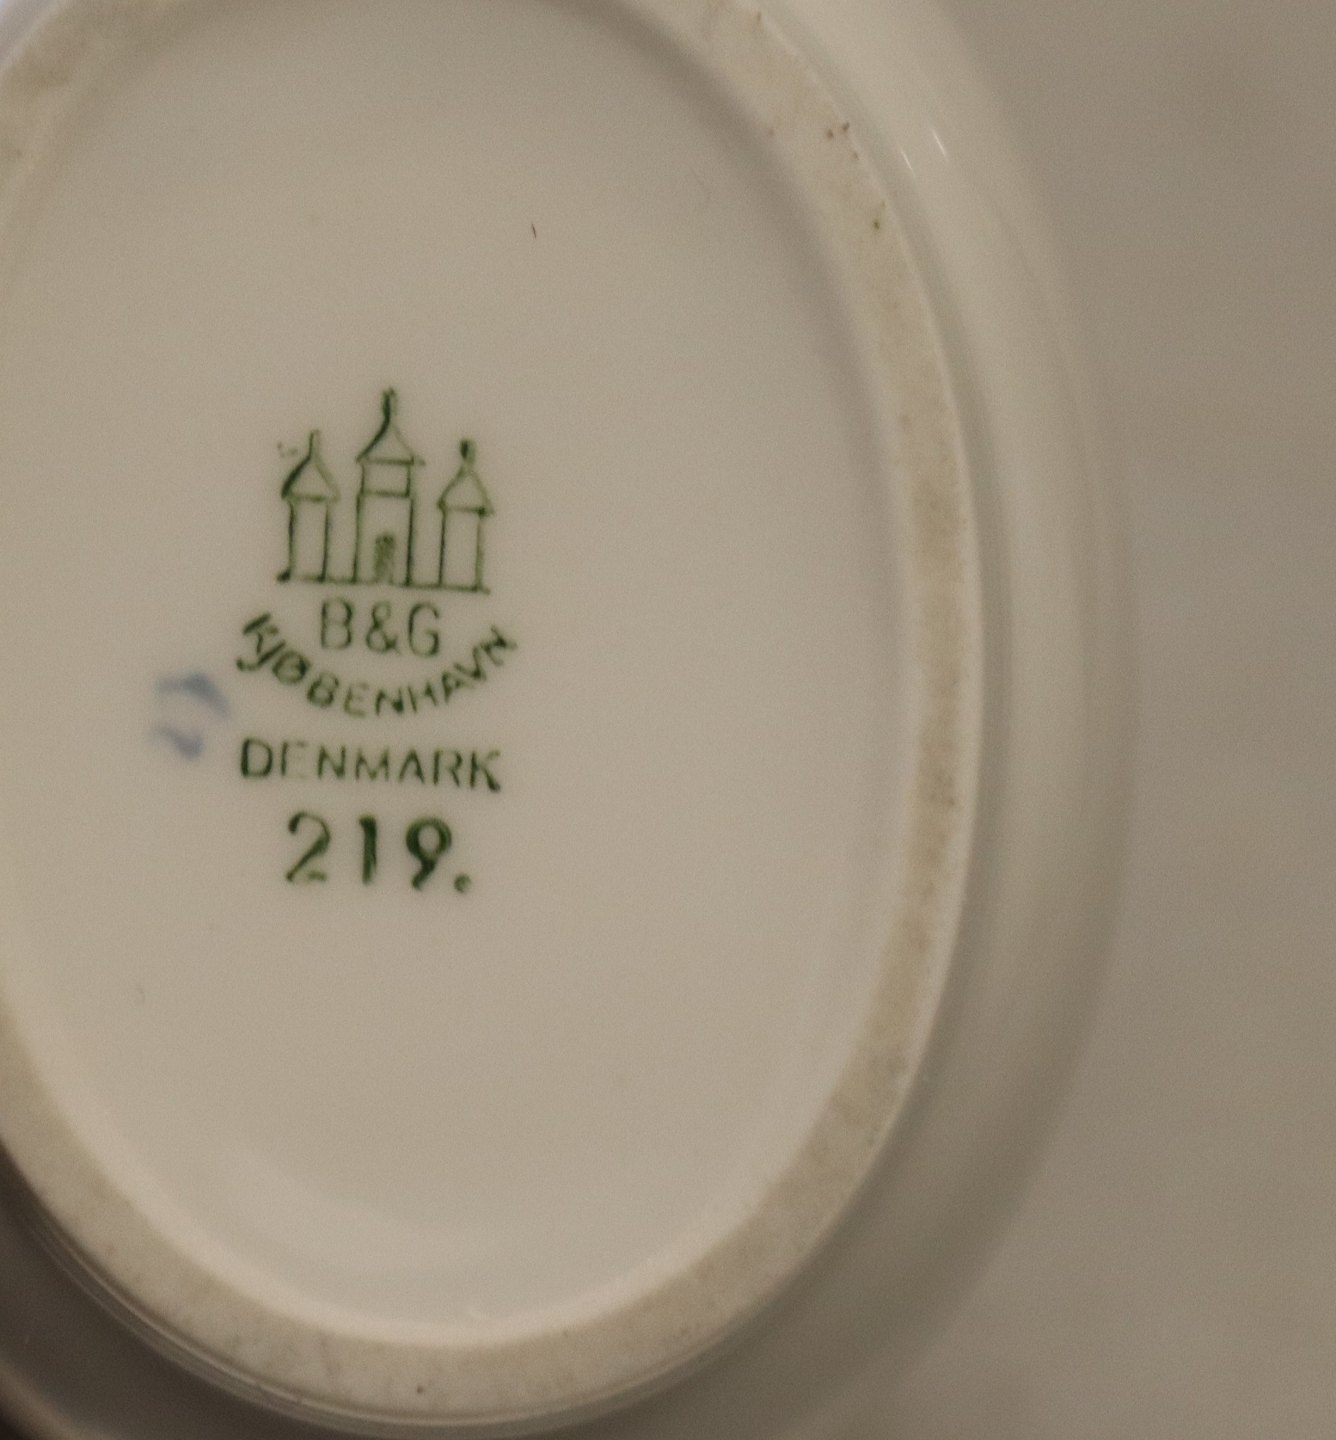 B&G
KJØBENHAVN
DENMARK
219.